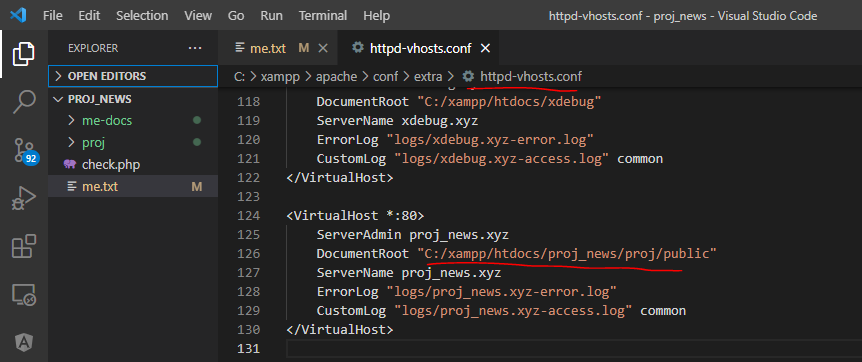 File Edit Selection View Go Run Terminal Help httpd-vhosts.conf - proj_news - Visual Studio Code
EXPLORER
me.txt M httpd-vhosts.conf
OPEN EDITORS
C: > xampp > apache > conf > extra > httpd-vhosts.conf
PROJ_NEWS
me-docs
proj
check.php
me.txt M
92
118 DocumentRoot "C:/xampp/htdocs/xdebug"
119 ServerName xdebug.xyz
120 ErrorLog "logs/xdebug.xyz-error.log"
121 CustomLog "logs/xdebug.xyz-access.log" common
122 </VirtualHost>
123
124 <VirtualHost *:80>
125 ServerAdmin proj_news.xyz
126 DocumentRoot "C:/xampp/htdocs/proj_news/proj/public"
127 ServerName proj_news.xyz
128 ErrorLog "logs/proj_news.xyz-error.log"
129 CustomLog "logs/proj_news.xyz-access.log" common
130 </VirtualHost>
131